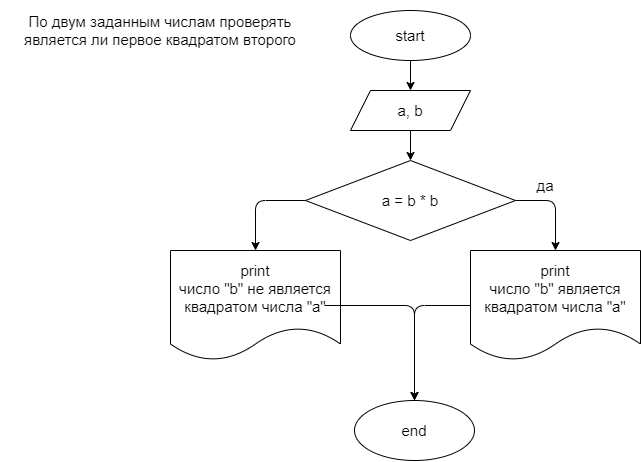 По двум заданным числам проверять
является ли первое квадратом второго
start
a, b
a = b * b
да
print
число "b" не является
квадратом числа "a"
print
число "b" является
квадратом числа "a"
end